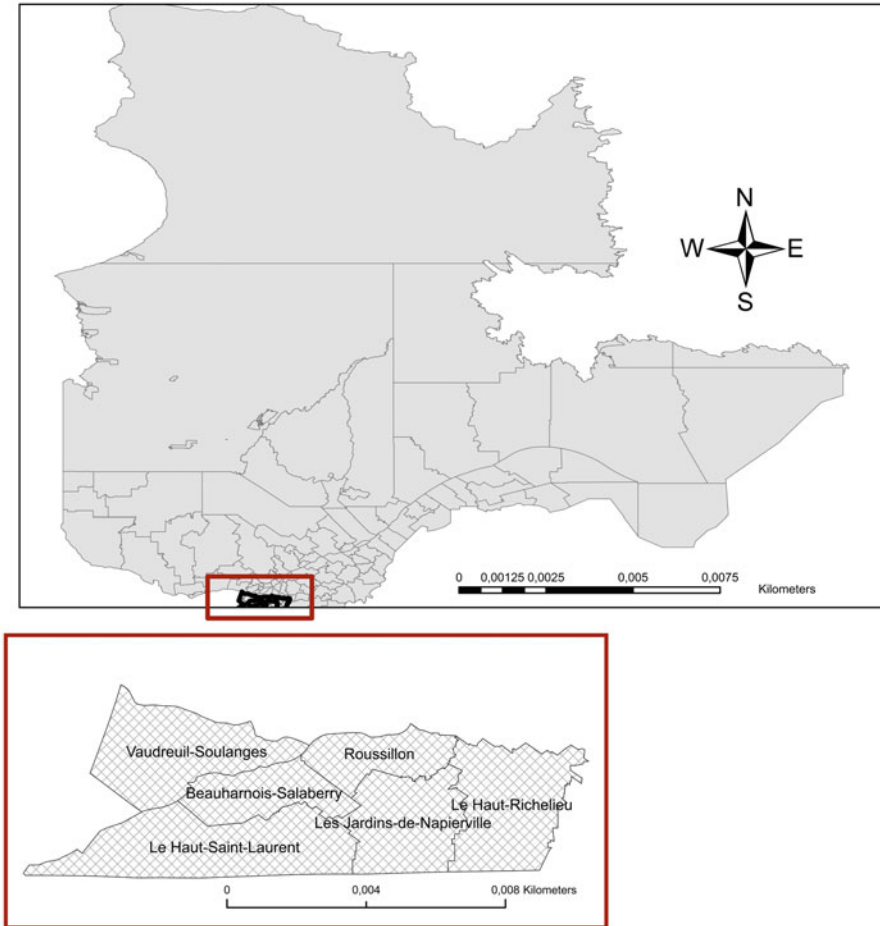 N
W E
S
0 0,00125 0,0025 0,005 0,0075
Kilometers
Vaudreuil-Soulanges
Roussillon
Beauharnois-Salaberry
Le Haut-Richelieu
Les Jardins-de-Napierville
Le Haut-Saint-Laurent
0 0,004 0,008 Kilometers